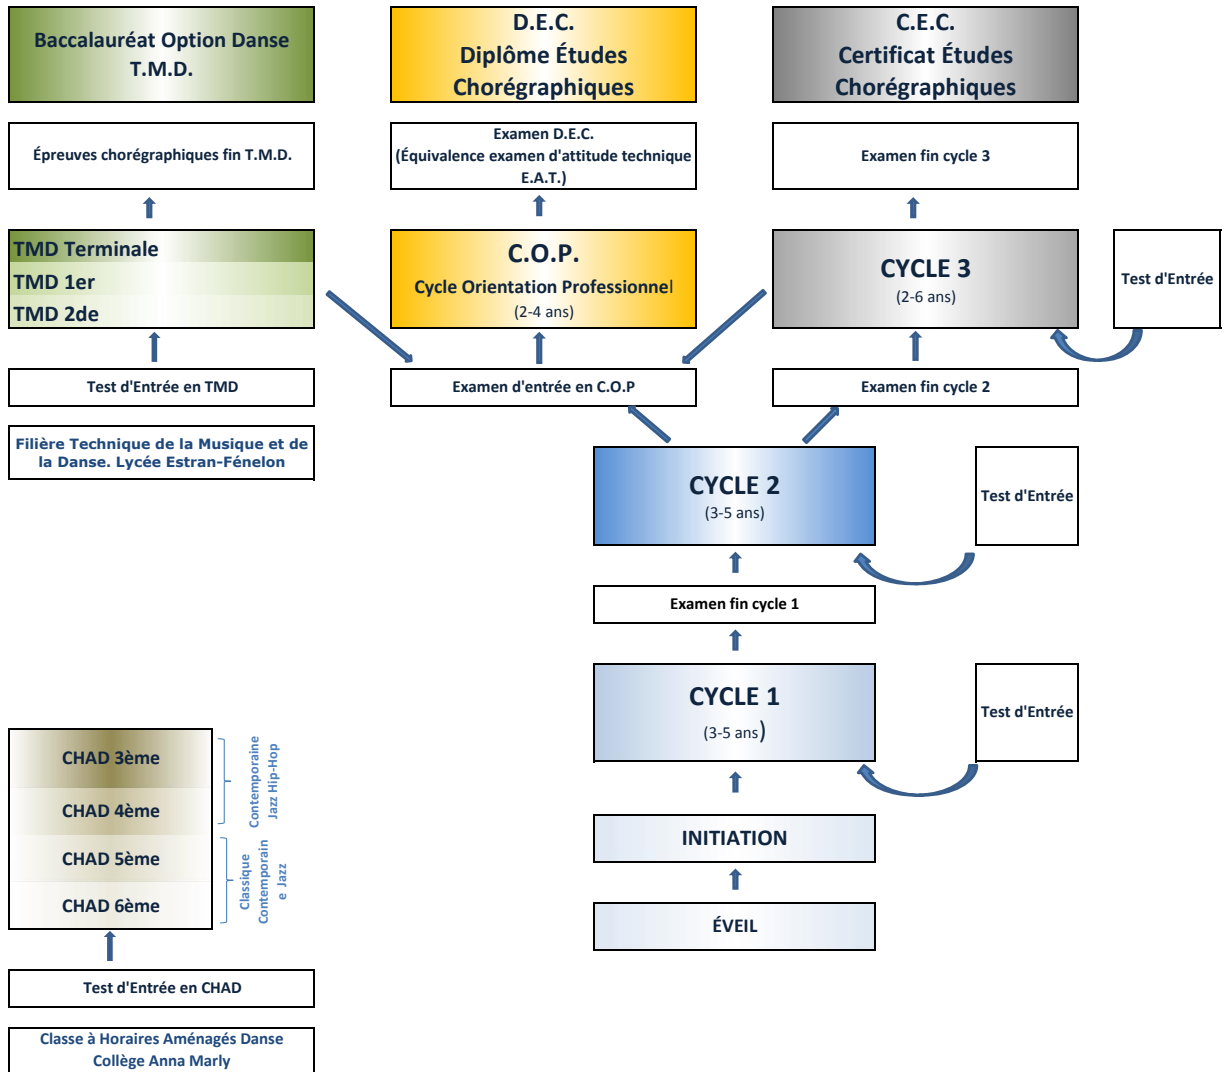 Baccalauréat Option Danse
T.M.D.
D.E.C.
Diplôme Études
Chorégraphiques
C.E.C.
Certificat Études
Chorégraphiques
Épreuves chorégraphiques fin T.M.D.
Examen D.E.C.
(Équivalence examen d'attitude technique
E.A.T.)
Examen fin cycle 3
TMD Terminale
TMD 1er
TMD 2de
C.O.P.
Cycle Orientation Professionnel
(2-4 ans)
CYCLE 3
(2-6 ans)
Test d'Entrée
Test d'Entrée en TMD
Examen d'entrée en C.O.P
Examen fin cycle 2
Filière Technique de la Musique et de
la Danse. Lycée Estran-Fénelon
CYCLE 2
(3-5 ans)
Test d'Entrée
Examen fin cycle 1
CYCLE 1
(3-5 ans)
Test d'Entrée
CHAD 3ème
CHAD 4ème
CHAD 5ème
CHAD 6ème
Contemporaine
Jazz Hip-Hop
Classique
Contemporain
e Jazz
INITIATION
ÉVEIL
Test d'Entrée en CHAD
Classe à Horaires Aménagés Danse
Collège Anna Marly